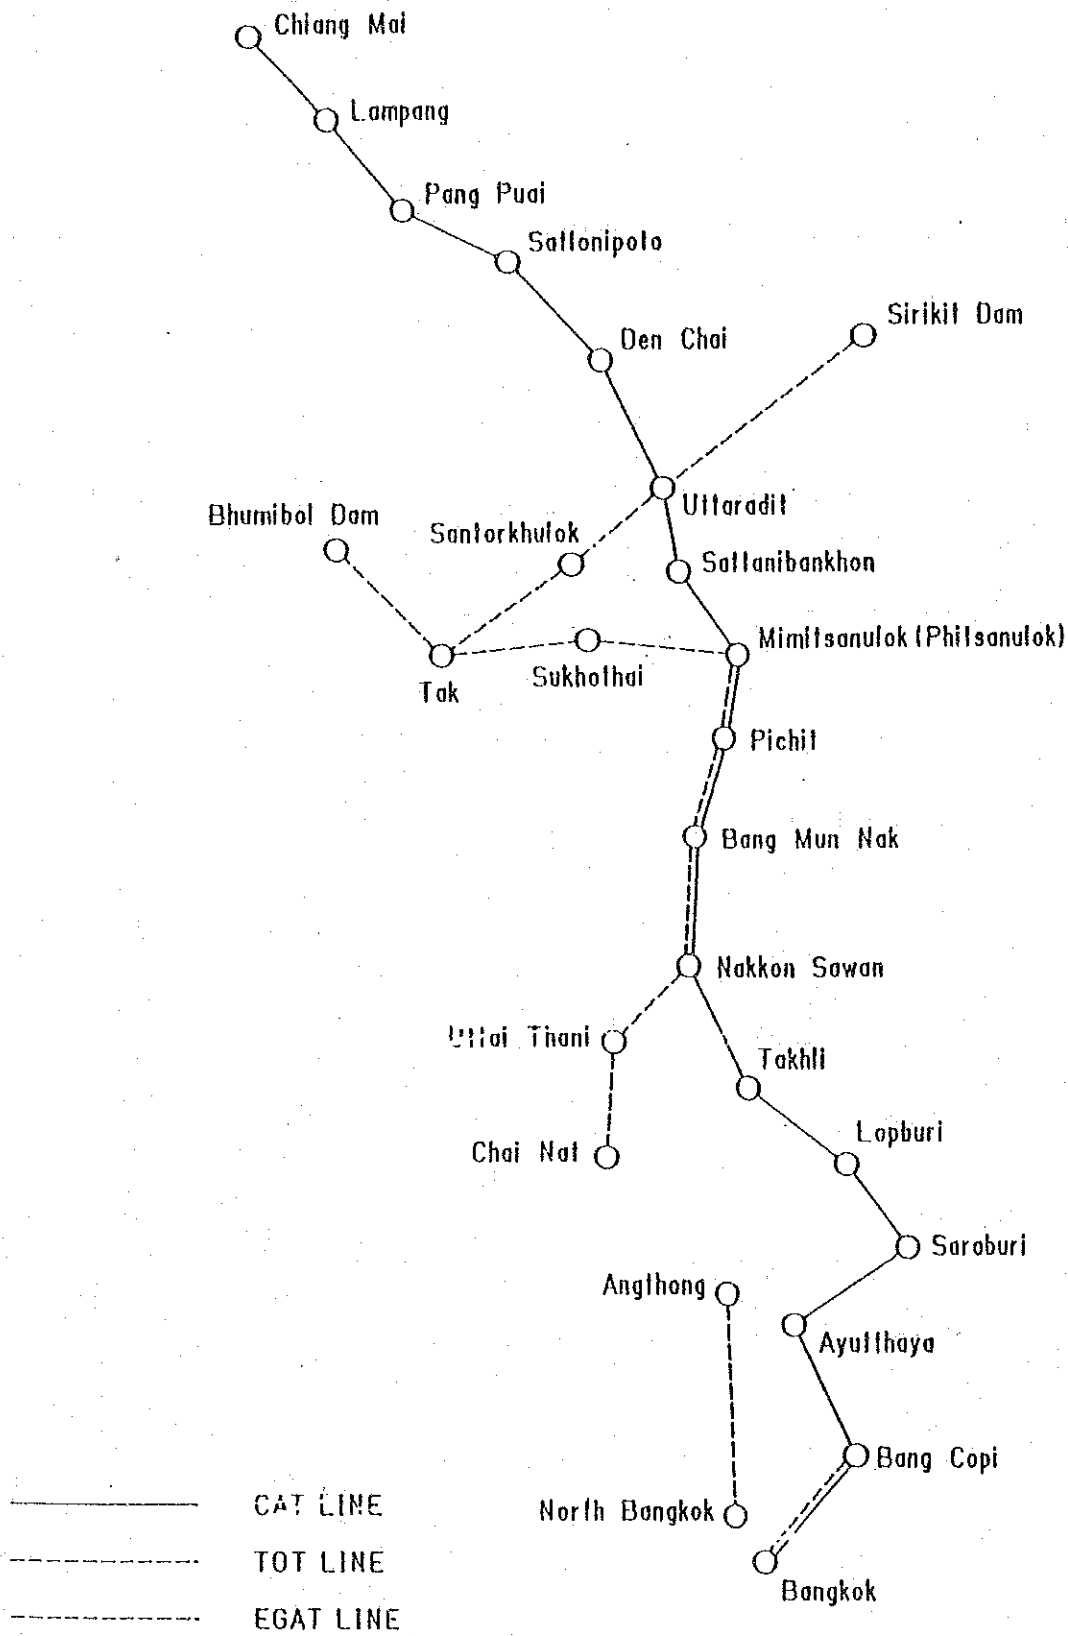 Chiang Mai
Lampang
Pang Puai
Sattonipoto
Sirikit Dam
Den Chai
Uttaradit
Bhumibol Dam
Santorkhulok
Sattanibankhon
Mimitsanulok (Phitsanulok)
Sukhothai
Tak
Pichit
Bang Mun Nak
Nakkon Sawan
Uttai Thani
Takhli
Lopburi
Chai Nat
Saraburi
Angthong
Ayutthaya
Bang Copi
CAT LINE
North Bangkok
TOT LINE
Bangkok
EGAT LINE